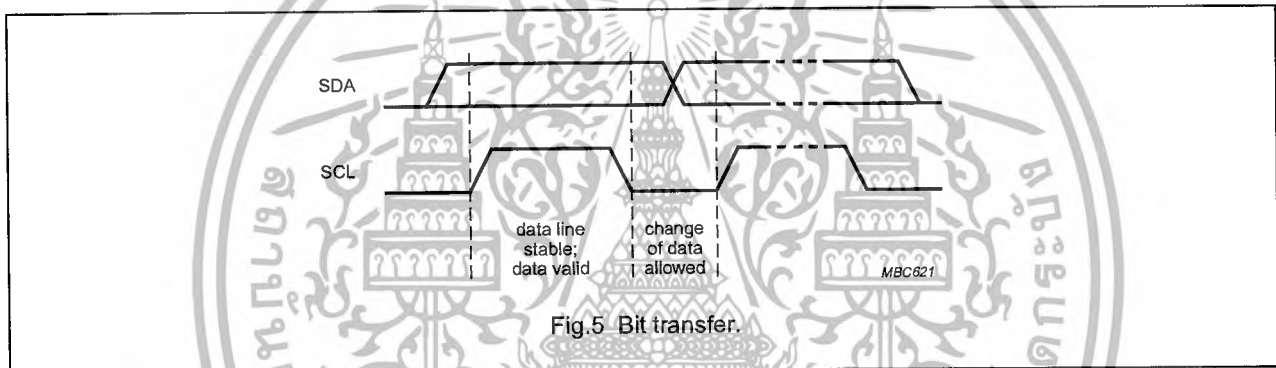 SDA
SCL
data line
stable;
data valid
change
of data
allowed
MBC621
Fig.5 Bit transfer.